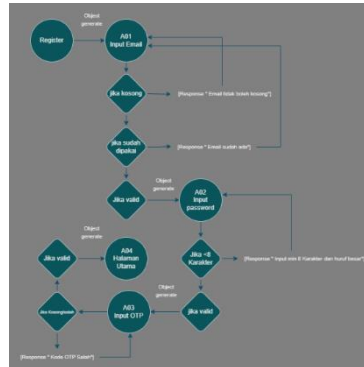 Object
generate
Register
A01
Input Email
jika kosong
[Response " Email tidak boleh kosong"]
jika sudah
dipakai
[Response " Email sudah ada"]
Object
generate
Jika valid
A02
Input
password
Object
generate
Jika valid
A04
Halaman
Utama
Jika <8
Karakter
[Response " Input min 8 Karakter dan huruf besar"]
Object
generate
A03
Input OTP
jika valid
[Response " Kode OTP Salah"]